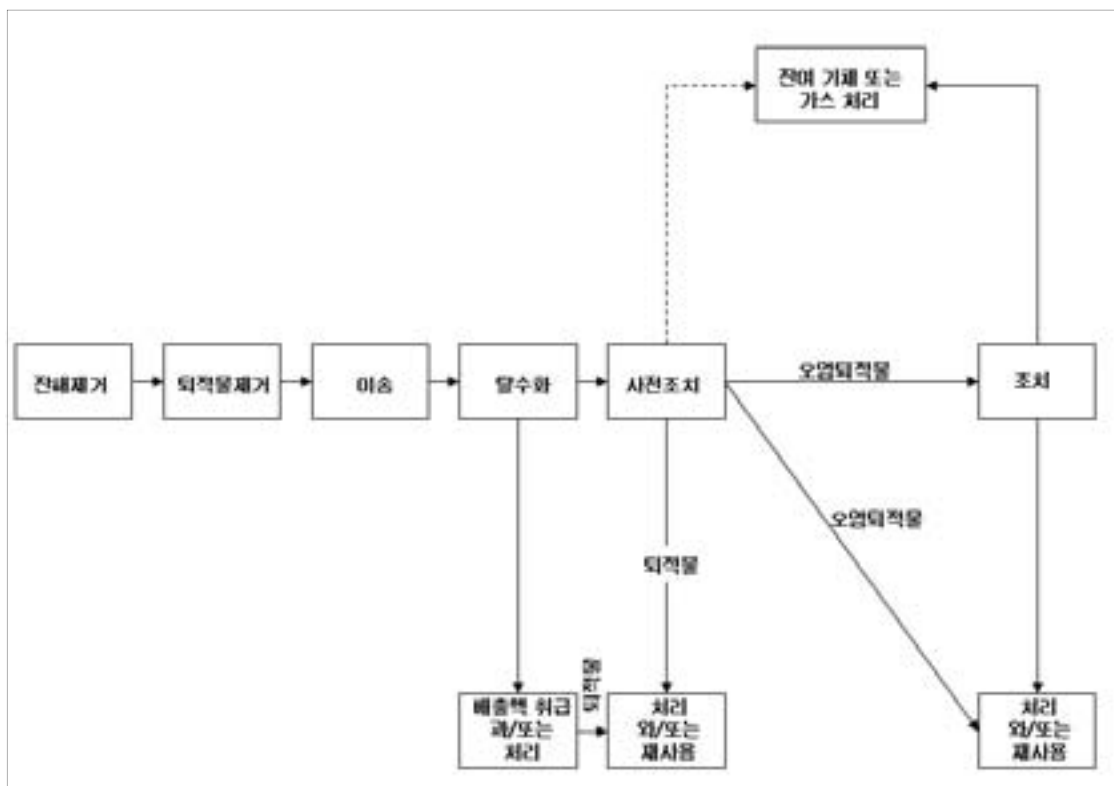 잔여 기체 또는
가스 처리
잔해제거
퇴적물제거
이송
탈수화
사전조치
오염퇴적물
조치
오염퇴적물
퇴적물
퇴적물
배출액 취급
과/또는
처리
처리
와/또는
재사용
처리
와/또는
재사용